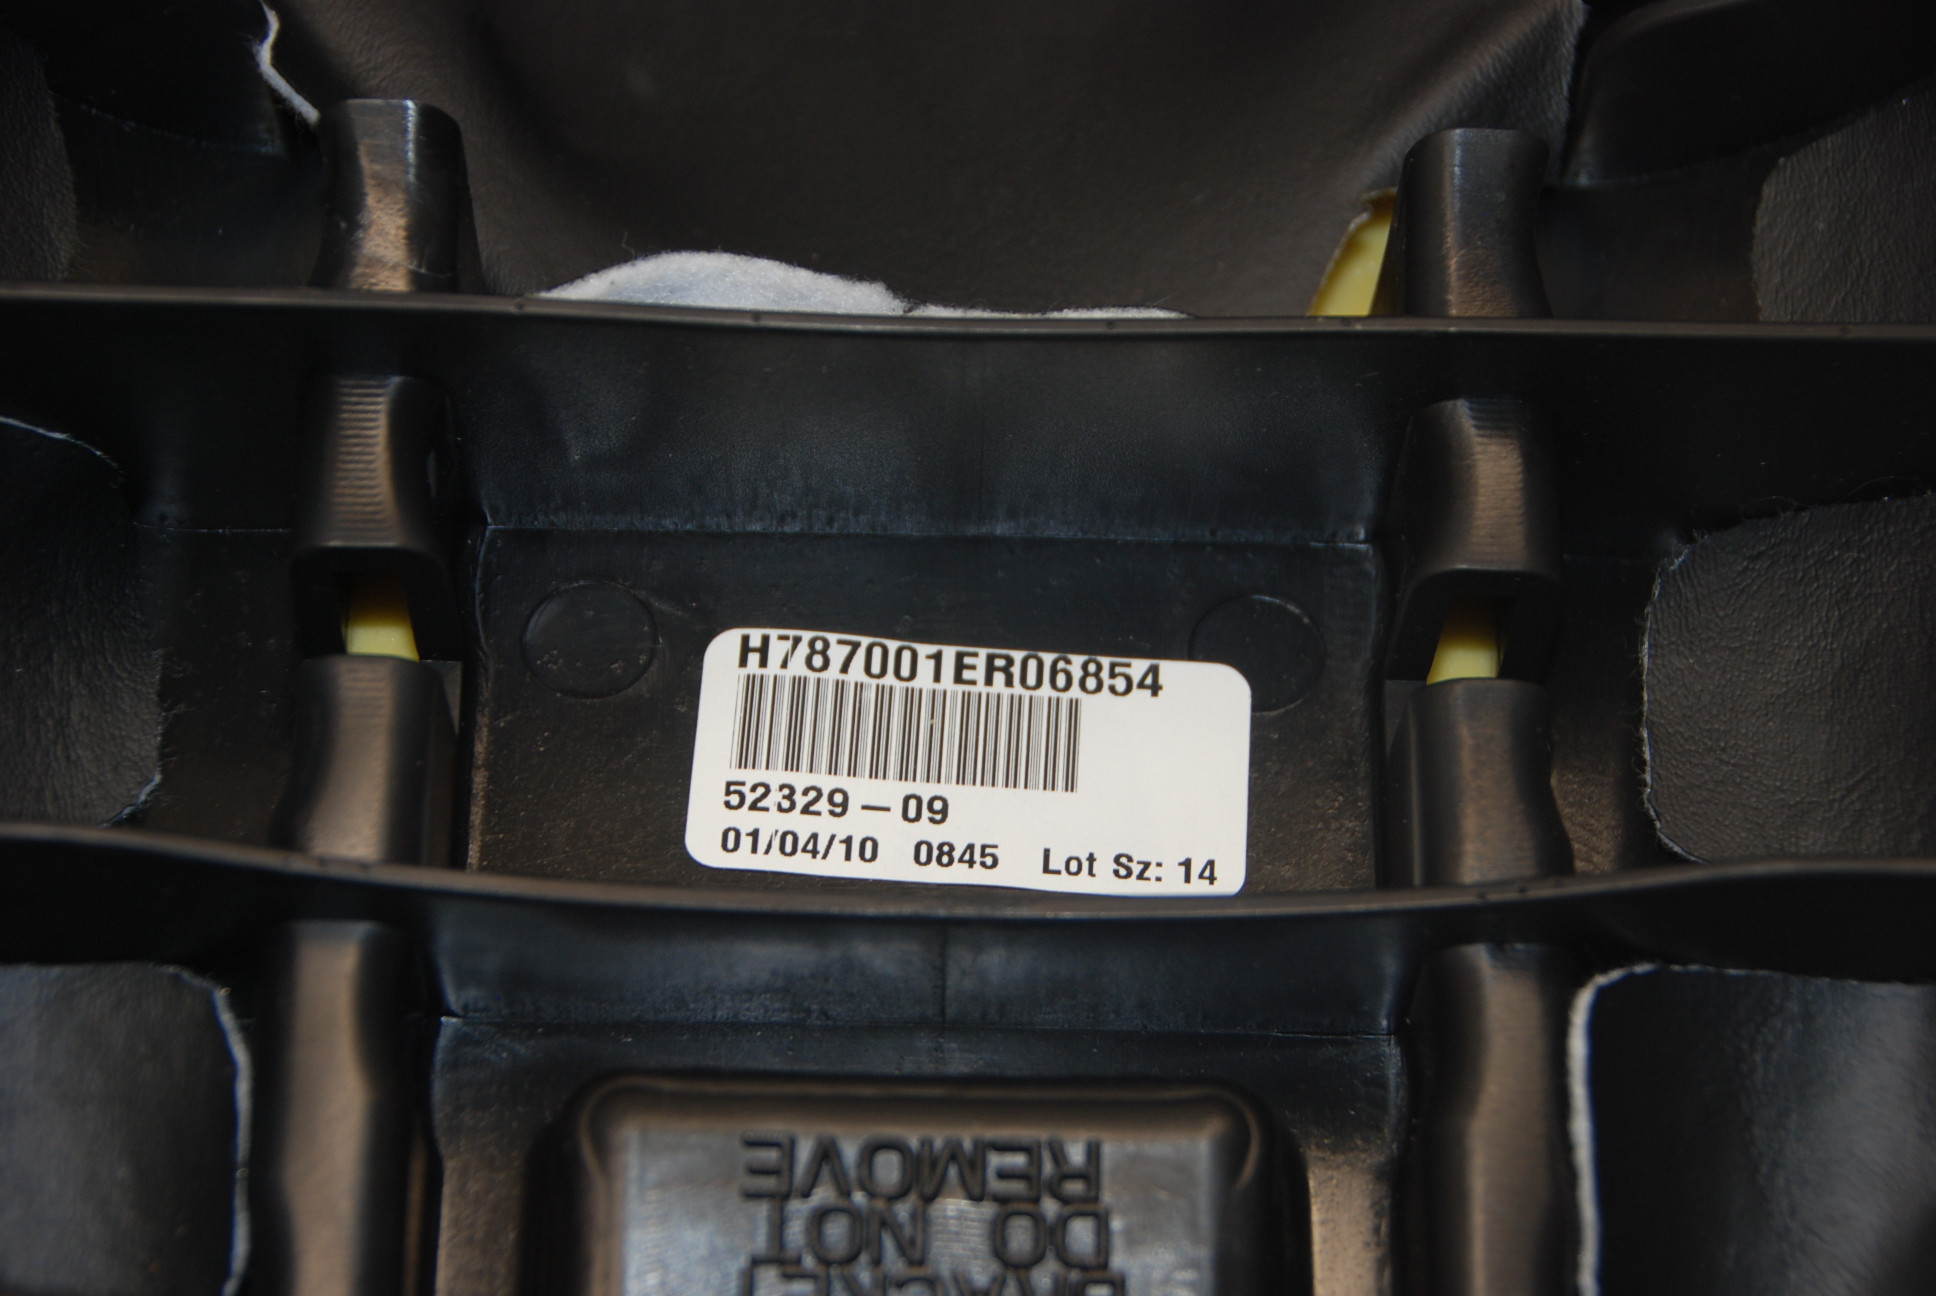 H787001ER06854
52329-09
01/04/10 0845 Lot Sz: 14
DO NOT
REMOVE